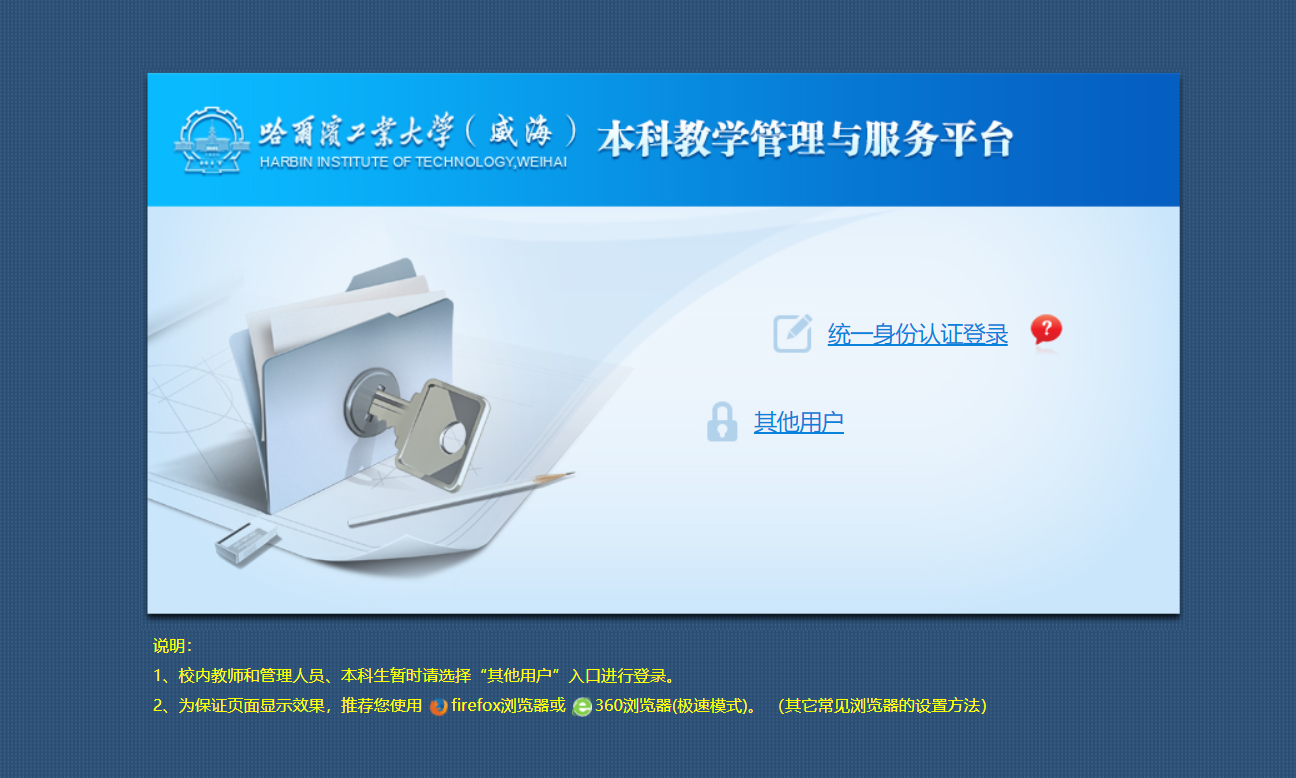 哈尔滨工业大学（威海）
HARBIN INSTITUTE OF TECHNOLOGY,WEIHAI
本科教学管理与服务平台
统一身份认证登录
?
其他用户
说明：
1、校内教师和管理人员、本科生暂时请选择“其他用户”入口进行登录。
2、为保证页面显示效果，推荐您使用 firefox浏览器或 360浏览器(极速模式)。 （其它常见浏览器的设置方法）